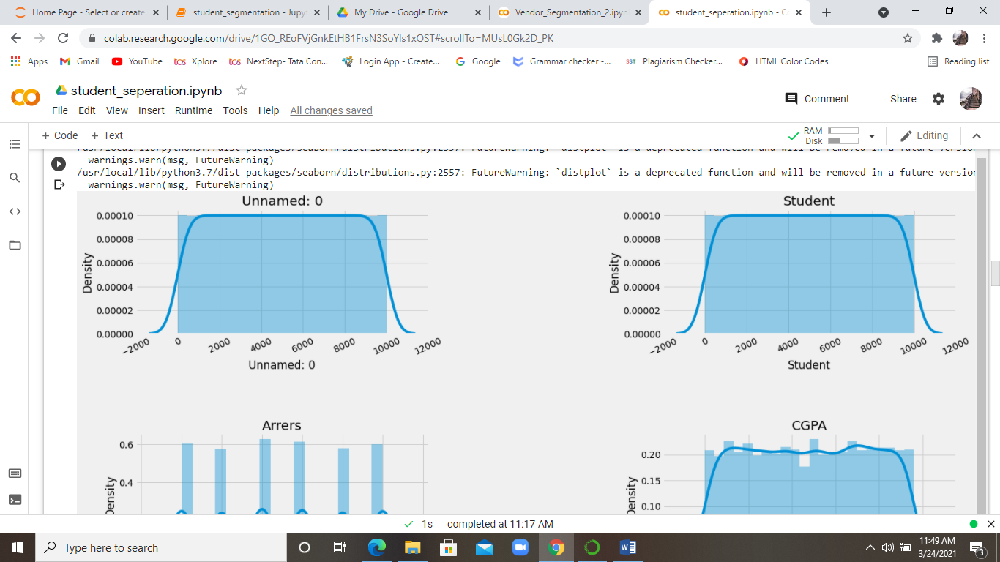 Home Page - Select or create
student_segmentation - Jupy
My Drive - Google Drive
Vendor_Segmentation_2.ipyn
student_seperation.ipynb - C
colab.research.google.com/drive/1GO_REoFVjGnkEtHB1FrsN3SoYls1xOST#scrollTo=MUsL0Gk2D_PK
Apps Gmail YouTube tcs Xplore tcs NextStep- Tata Con... Login App - Create... Google Grammar checker -... SST Plagiarism Checker... HTML Color Codes Reading list
student_seperation.ipynb
Comment Share
File Edit View Insert Runtime Tools Help All changes saved
+ Code + Text
RAM
Disk
Editing
/usr/local/lib/python3.7/dist-packages/seaborn/distributions.py:2557: FutureWarning: `distplot` is a deprecated function and will be removed in a future version
warnings.warn(msg, FutureWarning)
/usr/local/lib/python3.7/dist-packages/seaborn/distributions.py:2557: FutureWarning: `distplot` is a deprecated function and will be removed in a future version
warnings.warn(msg, FutureWarning)
Unnamed: 0
0.00010
0.00008
0.00006
0.00004
0.00002
0.00000
Density
−2000 0 2000 4000 6000 8000 10000 12000
Unnamed: 0
Student
0.00010
0.00008
0.00006
0.00004
0.00002
0.00000
Density
−2000 0 2000 4000 6000 8000 10000 12000
Student
Arrers
0.6
0.4
Density
CGPA
0.20
0.15
0.10
Density
1s completed at 11:17 AM
Type here to search
11:49 AM
3/24/2021
3